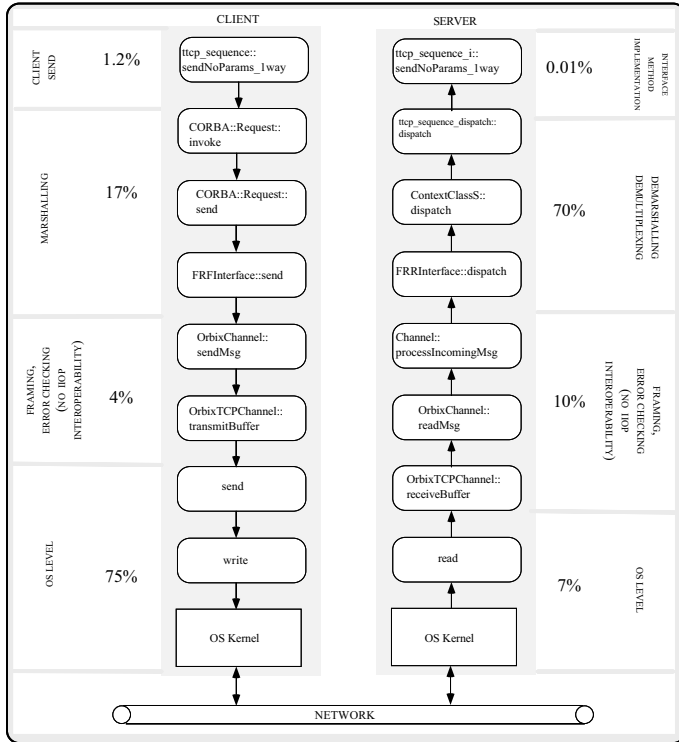 CLIENT
SERVER
CLIENT
SEND
1.2%
ttcp_sequence::
sendNoParams_1way
ttcp_sequence_i::
sendNoParams_1way
0.01%
INTERFACE
METHOD
IMPLEMENTATION
MARSHALLING
17%
CORBA::Request::
invoke
CORBA::Request::
send
FRFInterface::send
ttcp_sequence_dispatch::
dispatch
ContextClassS::
dispatch
FRRInterface::dispatch
70%
DEMARSHALLING
DEMULTIPLEXING
FRAMING,
ERROR CHECKING
(NO IIOP
INTEROPERABILITY)
4%
OrbixChannel::
sendMsg
OrbixTCPChannel::
transmitBuffer
Channel::
processIncomingMsg
OrbixChannel::
readMsg
OrbixTCPChannel::
receiveBuffer
10%
FRAMING,
ERROR CHECKING
(NO IIOP
INTEROPERABILITY)
OS LEVEL
75%
send
write
OS Kernel
read
OS Kernel
7%
OS LEVEL
NETWORK